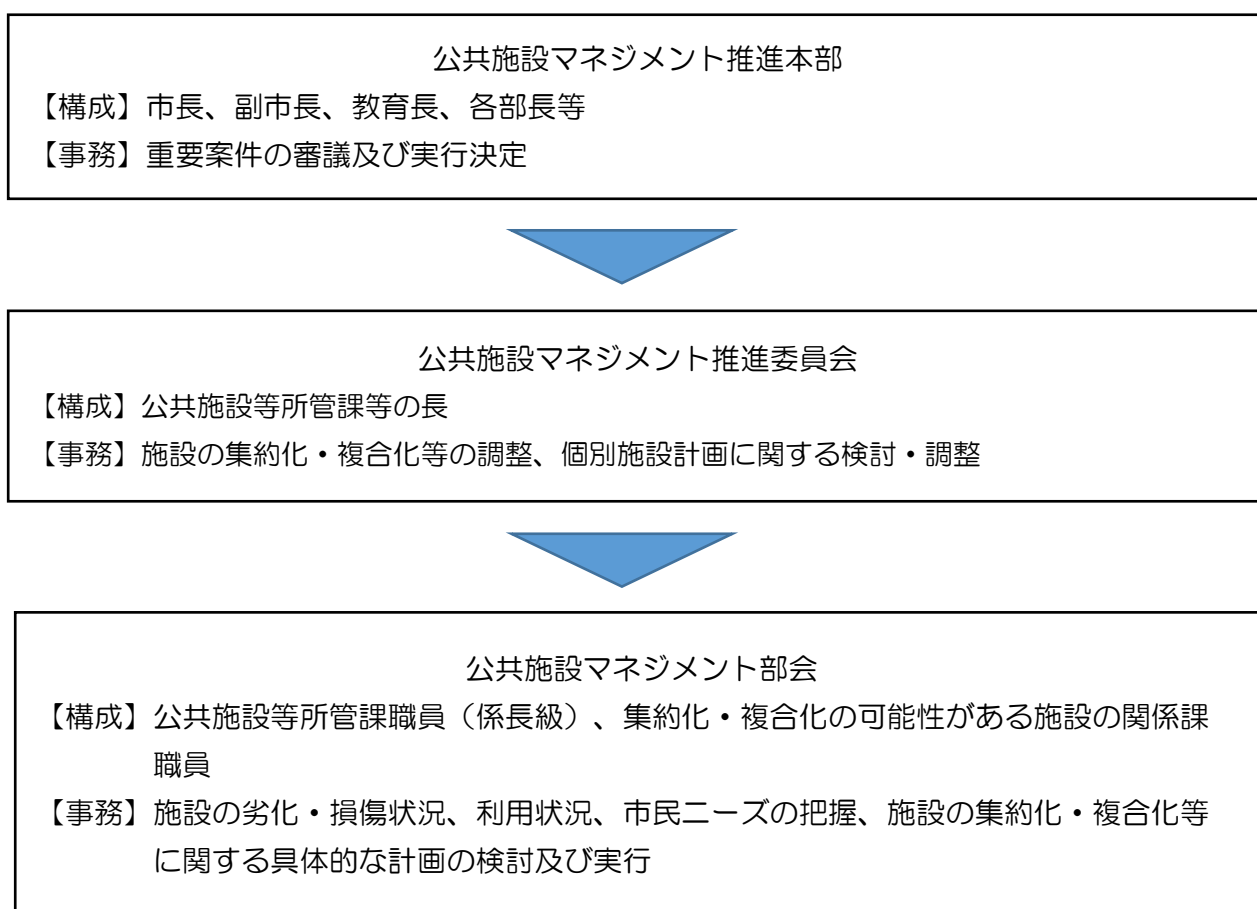 公共施設マネジメント推進本部
【構成】市長、副市長、教育長、各部長等
【事務】重要案件の審議及び実行決定
公共施設マネジメント推進委員会
【構成】公共施設等所管課等の長
【事務】施設の集約化・複合化等の調整、個別施設計画に関する検討・調整
公共施設マネジメント部会
【構成】公共施設等所管課職員（係長級）、集約化・複合化の可能性がある施設の関係課
職員
【事務】施設の劣化・損傷状況、利用状況、市民ニーズの把握、施設の集約化・複合化等
に関する具体的な計画の検討及び実行